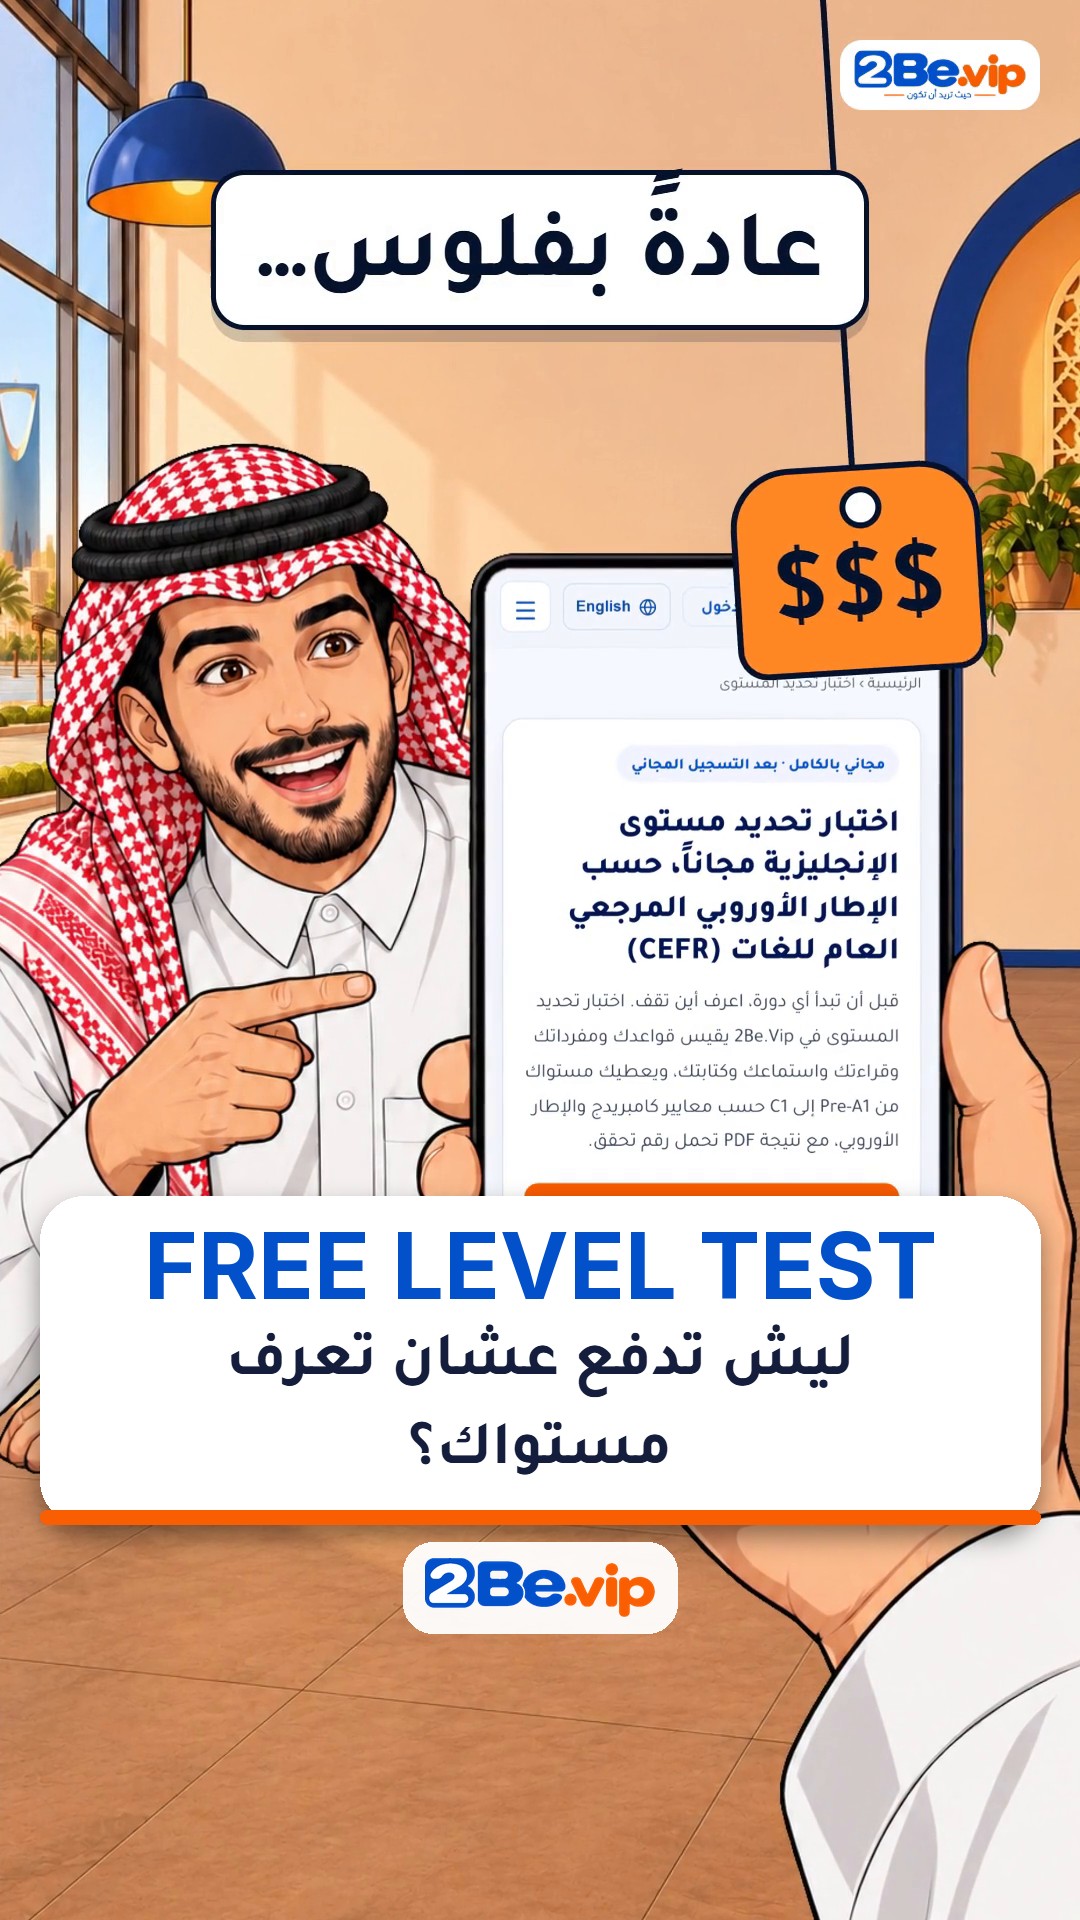 2Be.vip
حيث تريد أن تكون
عادةً بفلوس...
$$$
English
الرئيسية › اختبار تحديد المستوى
مجاني بالكامل · بعد التسجيل المجاني
اختبار تحديد مستوى
الإنجليزية مجاناً، حسب
الإطار الأوروبي المرجعي
العام للغات (CEFR)
قبل أن تبدأ أي دورة، اعرف أين تقف. اختبار تحديد
المستوى في 2Be.Vip يقيس قواعدك ومفرداتك
وقراءتك واستماعك وكتابتك، ويعطيك مستواك
من Pre-A1 إلى C1 حسب معايير كامبريدج والإطار
الأوروبي، مع نتيجة PDF تحمل رقم تحقق.
FREE LEVEL TEST
ليش تدفع عشان تعرف
مستواك؟
2Be.vip